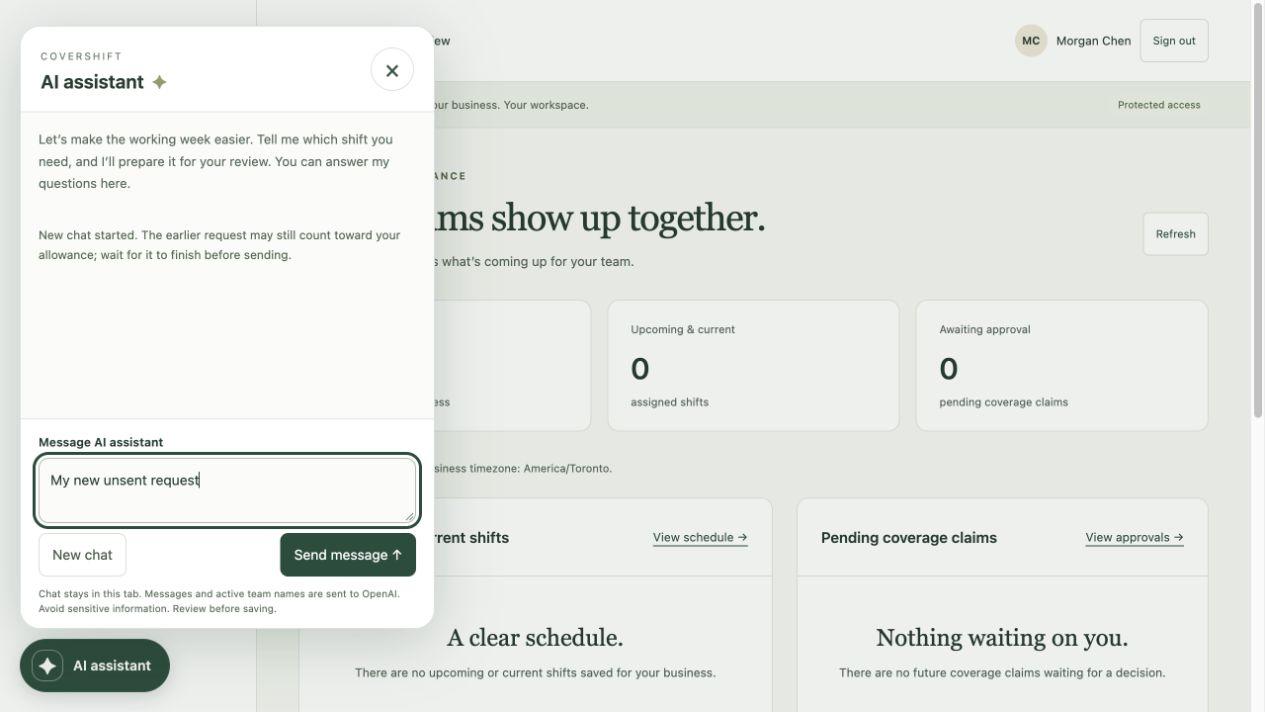 COVERSHIFT
AI assistant
Let's make the working week easier. Tell me which shift you
need, and I'll prepare it for your review. You can answer my
questions here.
New chat started. The earlier request may still count toward your
allowance; wait for it to finish before sending.
Message AI assistant
My new unsent request
New chat
Send message ↑
Chat stays in this tab. Messages and active team names are sent to OpenAI.
Avoid sensitive information. Review before saving.
AI assistant
MC
Morgan Chen
Sign out
business. Your workspace.
Protected access
show up together.
what's coming up for your team.
Refresh
Upcoming & current
0
assigned shifts
Awaiting approval
0
pending coverage claims
timezone: America/Toronto.
shifts
View schedule →
A clear schedule.
There are no upcoming or current shifts saved for your business.
Pending coverage claims
View approvals →
Nothing waiting on you.
There are no future coverage claims waiting for a decision.